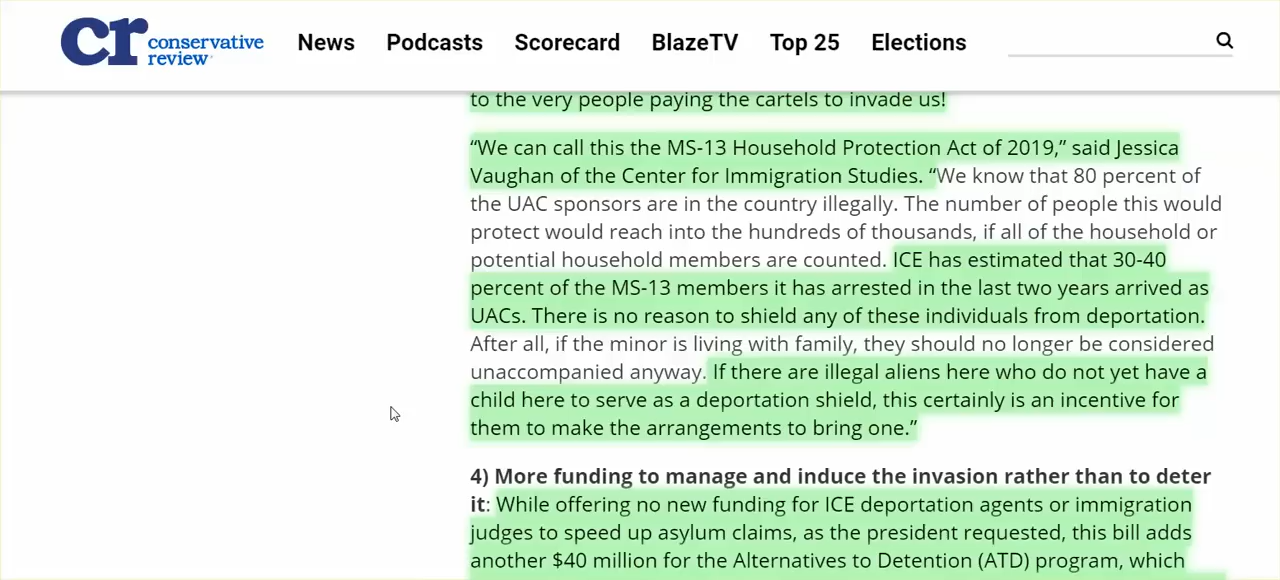 cr conservative review
News Podcasts Scorecard BlazeTV Top 25 Elections
to the very people paying the cartels to invade us!
“We can call this the MS-13 Household Protection Act of 2019,” said Jessica
Vaughan of the Center for Immigration Studies. “We know that 80 percent of
the UAC sponsors are in the country illegally. The number of people this would
protect would reach into the hundreds of thousands, if all of the household or
potential household members are counted. ICE has estimated that 30-40
percent of the MS-13 members it has arrested in the last two years arrived as
UACs. There is no reason to shield any of these individuals from deportation.
After all, if the minor is living with family, they should no longer be considered
unaccompanied anyway. If there are illegal aliens here who do not yet have a
child here to serve as a deportation shield, this certainly is an incentive for
them to make the arrangements to bring one.”
4) More funding to manage and induce the invasion rather than to deter
it: While offering no new funding for ICE deportation agents or immigration
judges to speed up asylum claims, as the president requested, this bill adds
another $40 million for the Alternatives to Detention (ATD) program, which